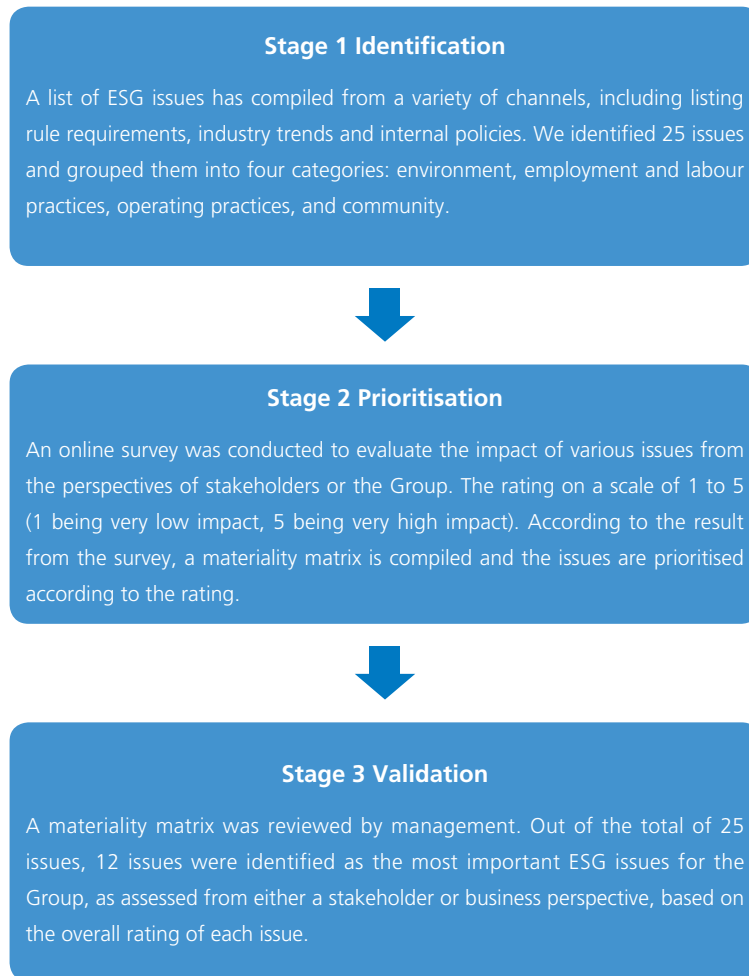 Stage 1 Identification
A list of ESG issues has compiled from a variety of channels, including listing
rule requirements, industry trends and internal policies. We identified 25 issues
and grouped them into four categories: environment, employment and labour
practices, operating practices, and community.
Stage 2 Prioritisation
An online survey was conducted to evaluate the impact of various issues from
the perspectives of stakeholders or the Group. The rating on a scale of 1 to 5
(1 being very low impact, 5 being very high impact). According to the result
from the survey, a materiality matrix is compiled and the issues are prioritised
according to the rating.
Stage 3 Validation
A materiality matrix was reviewed by management. Out of the total of 25
issues, 12 issues were identified as the most important ESG issues for the
Group, as assessed from either a stakeholder or business perspective, based on
the overall rating of each issue.